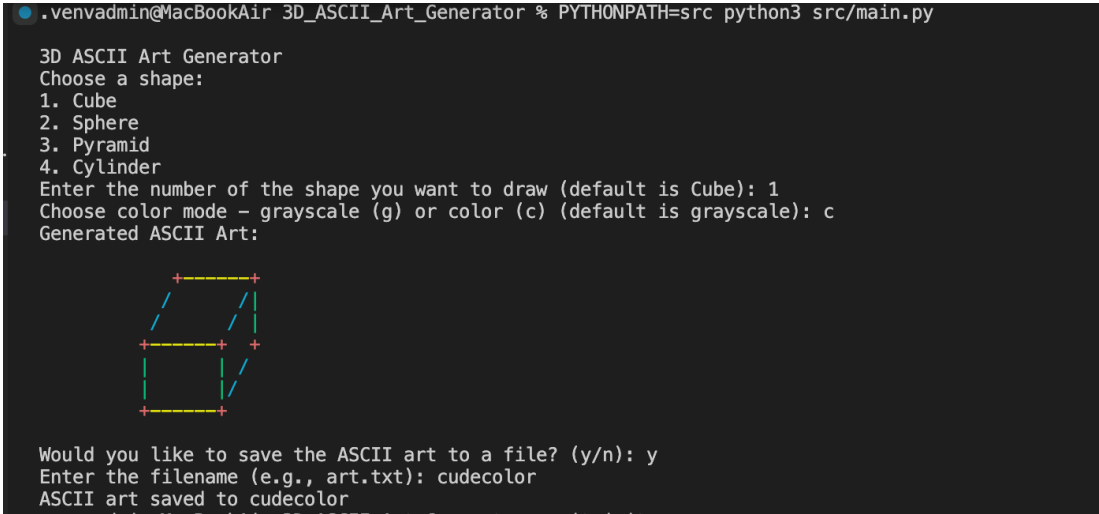 .venvadmin@MacBookAir 3D_ASCII_Art_Generator % PYTHONPATH=src python3 src/main.py
3D ASCII Art Generator
Choose a shape:
1. Cube
2. Sphere
3. Pyramid
4. Cylinder
Enter the number of the shape you want to draw (default is Cube): 1
Choose color mode – grayscale (g) or color (c) (default is grayscale): c
Generated ASCII Art:
    +------+
   /      /|
  /      / |
 +------+  +
 |      | /
 |      |/
 +------+
Would you like to save the ASCII art to a file? (y/n): y
Enter the filename (e.g., art.txt): cudecolor
ASCII art saved to cudecolor